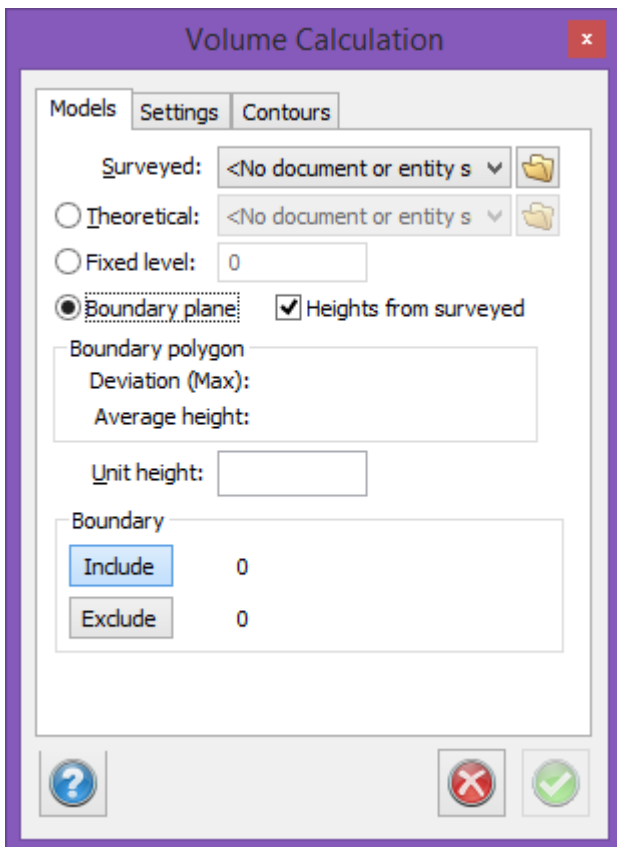 Volume Calculation
x
Models Settings Contours
Surveyed: <No document or entity s
Theoretical: <No document or entity s
Fixed level: 0
Boundary plane Heights from surveyed
Boundary polygon
Deviation (Max):
Average height:
Unit height:
Boundary
Include 0
Exclude 0
?